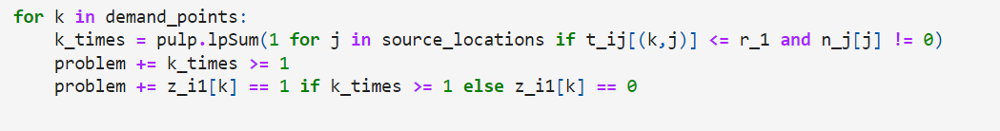 for k in demand_points:
    k_times = pulp.lpSum(1 for j in source_locations if t_ij[(k,j)] <= r_1 and n_j[j] != 0)
    problem += k_times >= 1
    problem += z_i1[k] == 1 if k_times >= 1 else z_i1[k] == 0